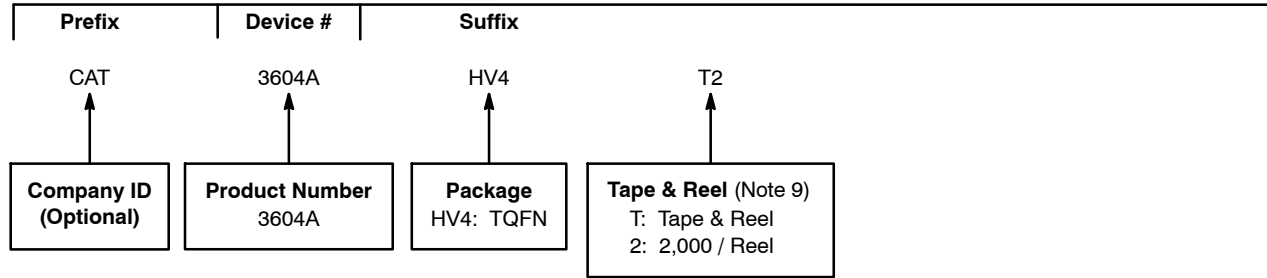 Prefix Device # Suffix
CAT 3604A HV4 T2
Company ID
(Optional)
Product Number
3604A
Package
HV4: TQFN
Tape & Reel (Note 9)
T: Tape & Reel
2: 2,000 / Reel